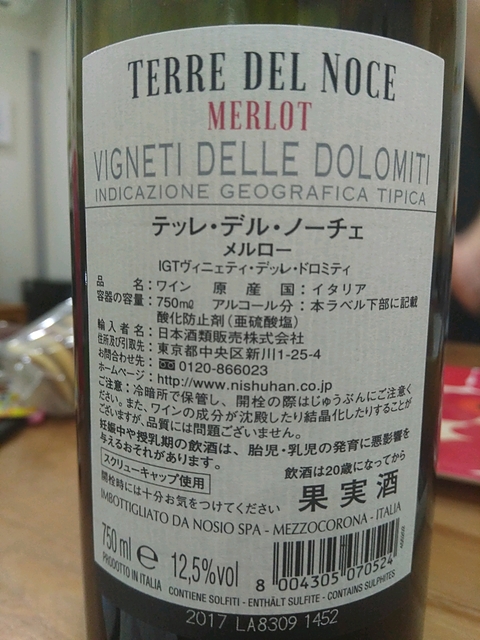 TERRE DEL NOCE
MERLOT
VIGNETI DELLE DOLOMITI
INDICAZIONE GEOGRAFICA TIPICA
テッレ・デル・ノーチェ
メルロー
IGTヴィニェティ・デッレ・ドロミティ
品名:ワイン 原産国:イタリア
容器の容量:750mℓ アルコール分:本ラベル下部に記載
酸化防止剤(亜硫酸塩)
輸入者名:日本酒類販売株式会社
住所及び引取先:東京都中央区新川1-25-4
お問合わせ先:0120-866023
ホームページ:http://www.nishuhan.co.jp
ご注意:冷暗所で保管し、開栓の際はじゅうぶんにご注意く
ださい。また、ワインの成分が沈殿したり結晶化したりすることが
ございますが、品質には問題ございません。
妊娠中や授乳期の飲酒は、胎児・乳児の発育に悪影響を
与えるおそれがあります。
スクリューキャップ使用
飲酒は20歳になってから
開栓時には十分お気をつけてください
果実酒
IMBOTTIGLIATO DA NOSIO SPA - MEZZOCORONA - ITALIA
750 ml e 12,5%vol
PRODOTTO IN ITALIA
8 004305 070524
CONTIENE SOLFITI - ENTHÄLT SULFITE - CONTAINS SULPHITES
2017 LA8309 1452